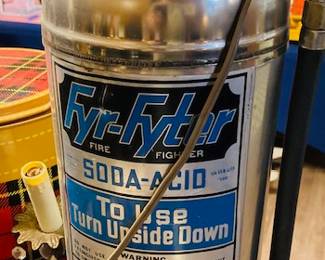 Fyr-Fyter
FIRE FIGHTER
SODA-ACID
To Use
Turn Upside Down
WARNING